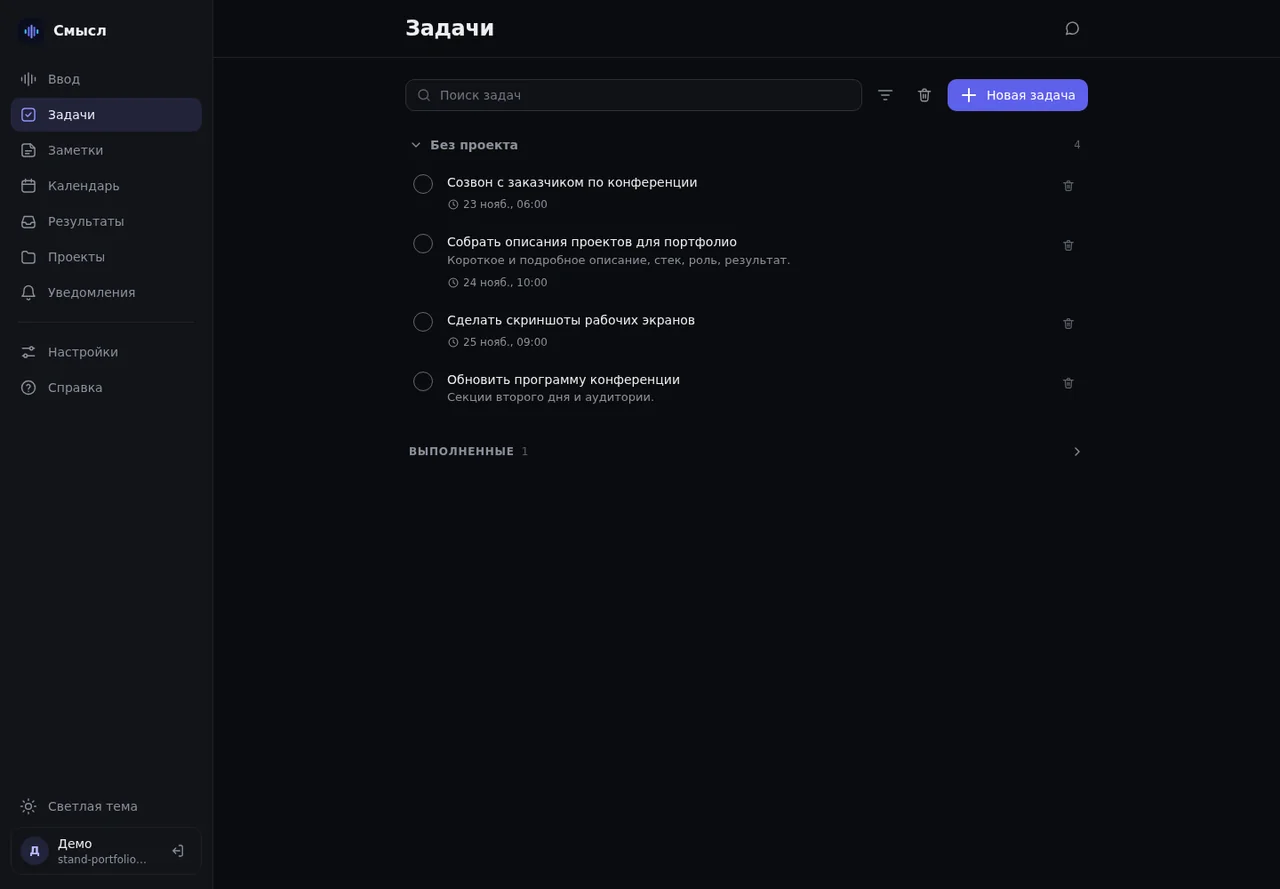 Смысл
Ввод
Задачи
Заметки
Календарь
Результаты
Проекты
Уведомления
Настройки
Справка
Светлая тема
Д
Демо
stand-portfolio...
Задачи
Поиск задач
Новая задача
Без проекта 4
Созвон с заказчиком по конференции
23 нояб., 06:00
Собрать описания проектов для портфолио
Короткое и подробное описание, стек, роль, результат.
24 нояб., 10:00
Сделать скриншоты рабочих экранов
25 нояб., 09:00
Обновить программу конференции
Секции второго дня и аудитории.
ВЫПОЛНЕННЫЕ 1